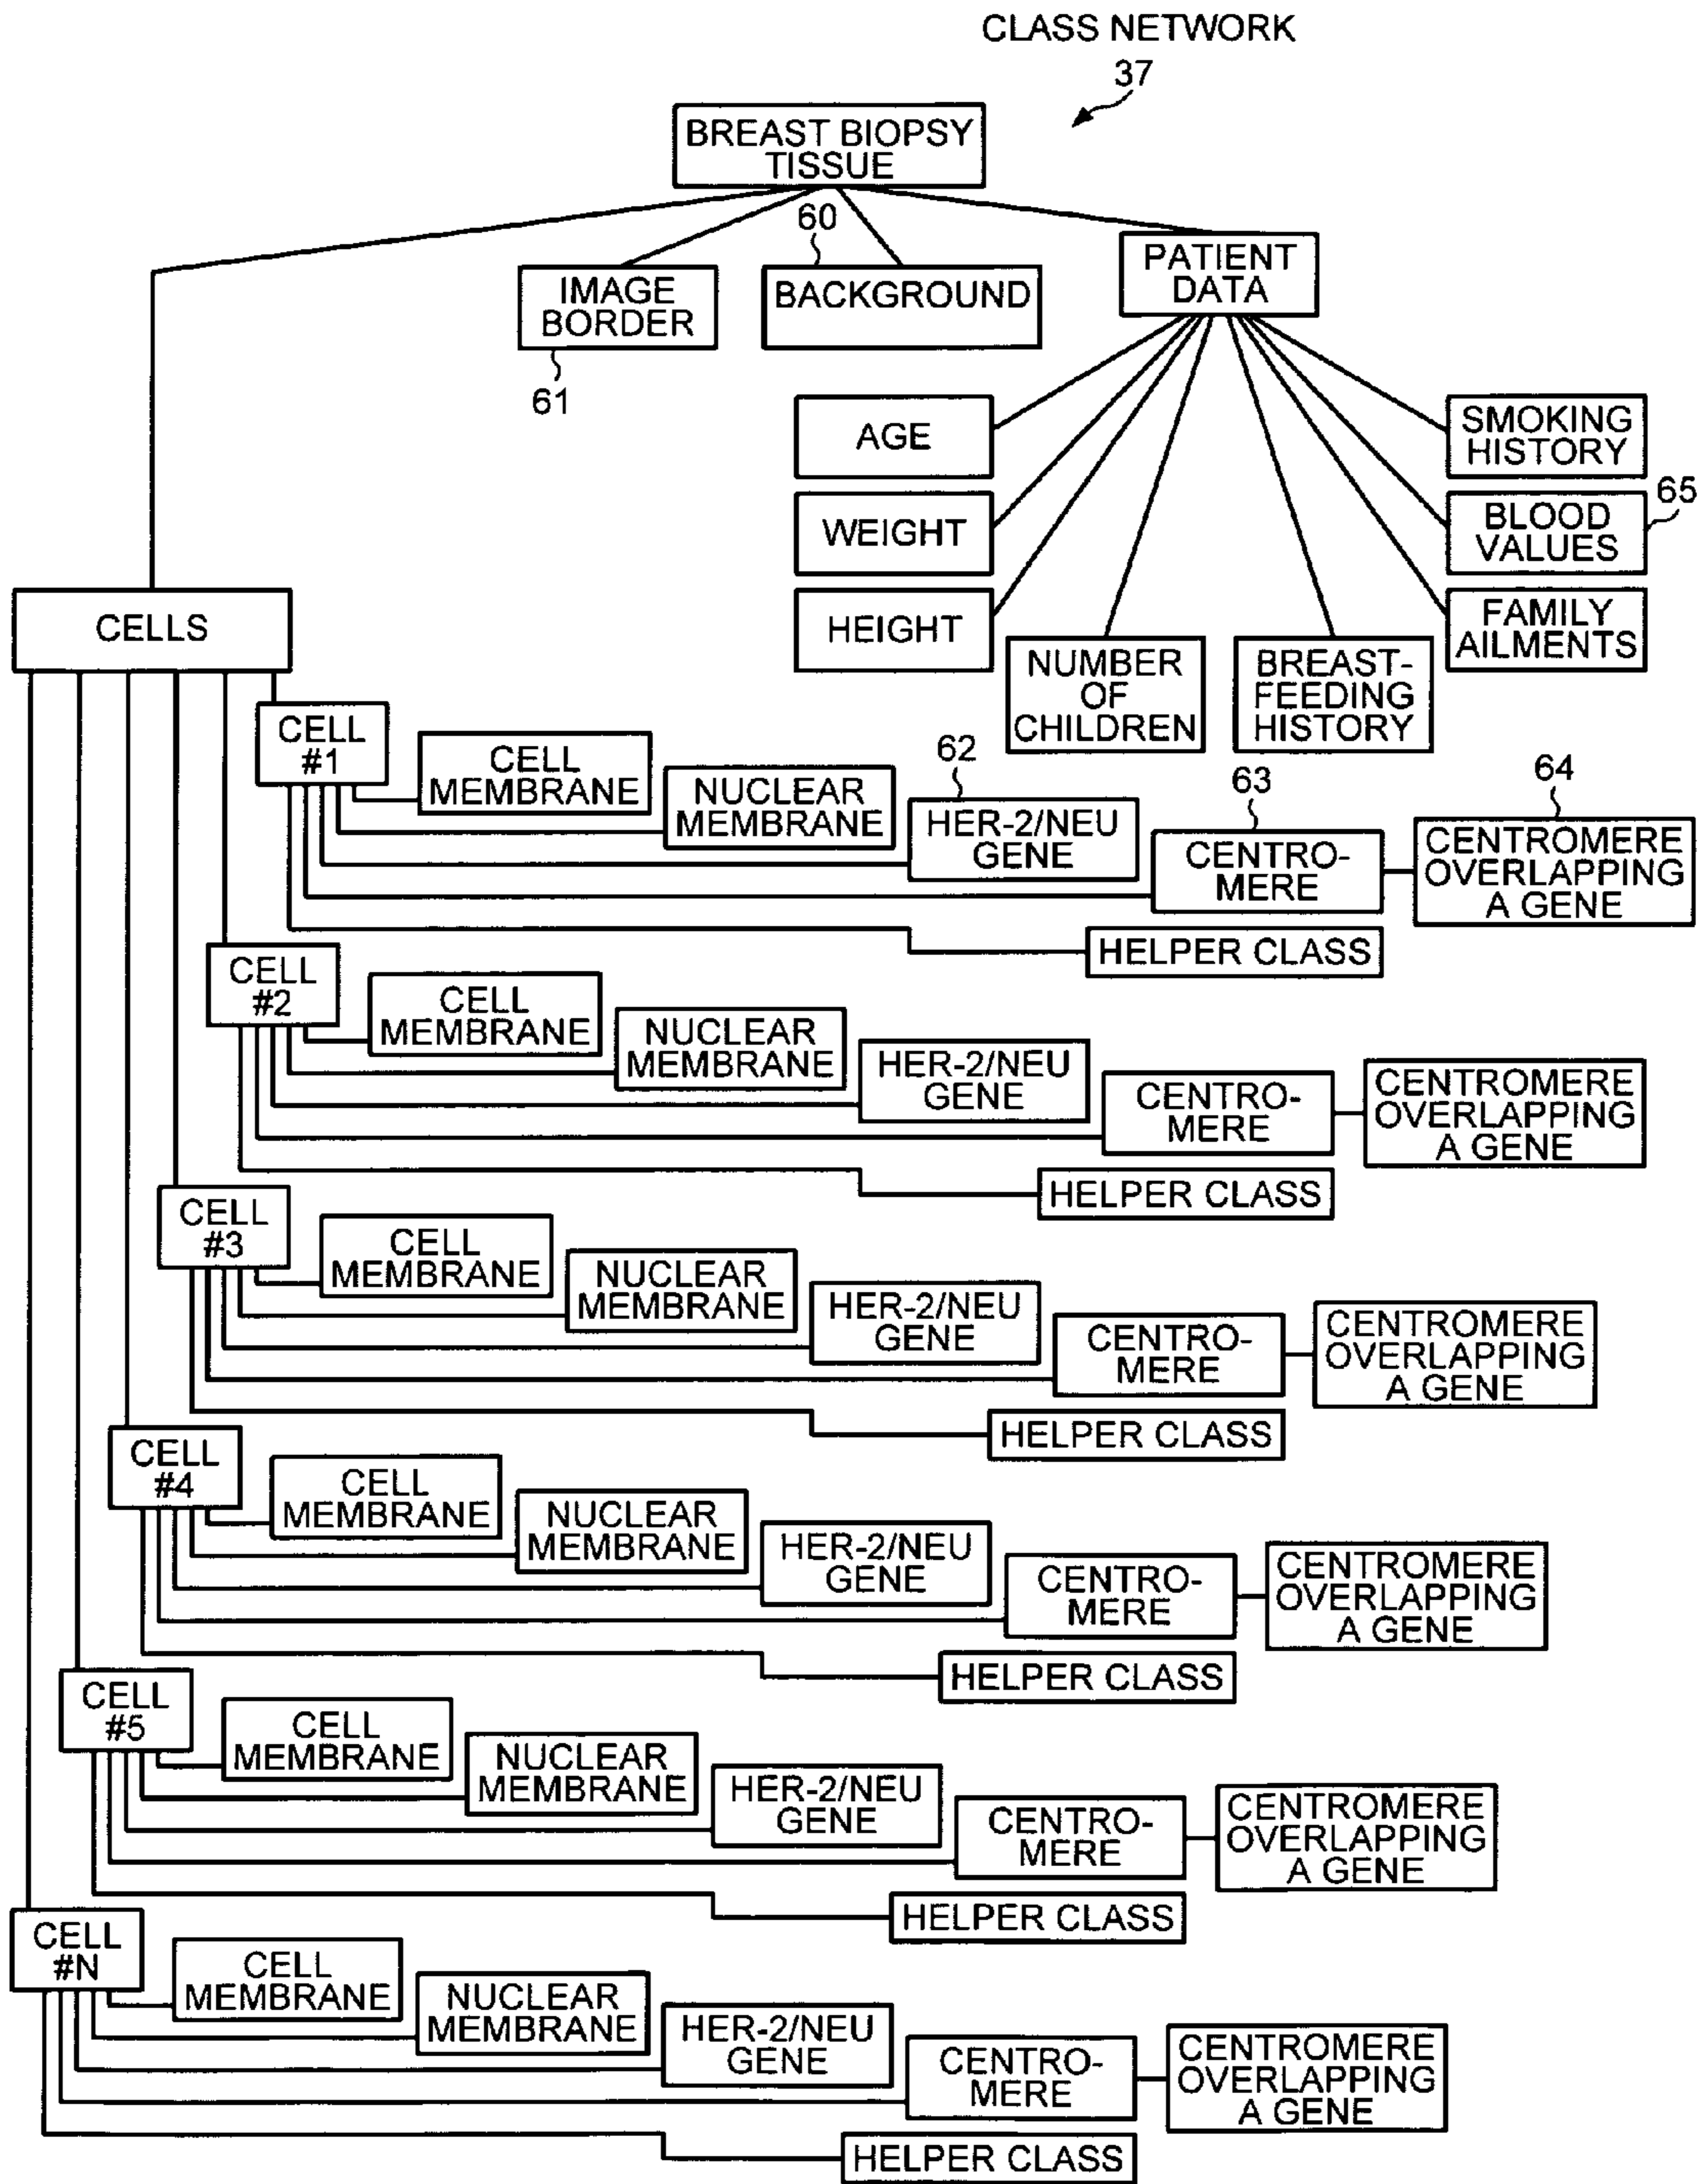 CLASS NETWORK
37
BREAST BIOPSY
TISSUE
60
IMAGE
BORDER
61
BACKGROUND
PATIENT
DATA
AGE
WEIGHT
HEIGHT
NUMBER
OF
CHILDREN
BREAST-
FEEDING
HISTORY
SMOKING
HISTORY
BLOOD
VALUES
65
FAMILY
AILMENTS
CELLS
CELL
#1
CELL
MEMBRANE
NUCLEAR
MEMBRANE
62
HER-2/NEU
GENE
63
CENTRO-
MERE
64
CENTROMERE
OVERLAPPING
A GENE
HELPER CLASS
CELL
#2
CELL
MEMBRANE
NUCLEAR
MEMBRANE
HER-2/NEU
GENE
CENTRO-
MERE
CENTROMERE
OVERLAPPING
A GENE
HELPER CLASS
CELL
#3
CELL
MEMBRANE
NUCLEAR
MEMBRANE
HER-2/NEU
GENE
CENTRO-
MERE
CENTROMERE
OVERLAPPING
A GENE
HELPER CLASS
CELL
#4
CELL
MEMBRANE
NUCLEAR
MEMBRANE
HER-2/NEU
GENE
CENTRO-
MERE
CENTROMERE
OVERLAPPING
A GENE
HELPER CLASS
CELL
#5
CELL
MEMBRANE
NUCLEAR
MEMBRANE
HER-2/NEU
GENE
CENTRO-
MERE
CENTROMERE
OVERLAPPING
A GENE
HELPER CLASS
CELL
#N
CELL
MEMBRANE
NUCLEAR
MEMBRANE
HER-2/NEU
GENE
CENTRO-
MERE
CENTROMERE
OVERLAPPING
A GENE
HELPER CLASS